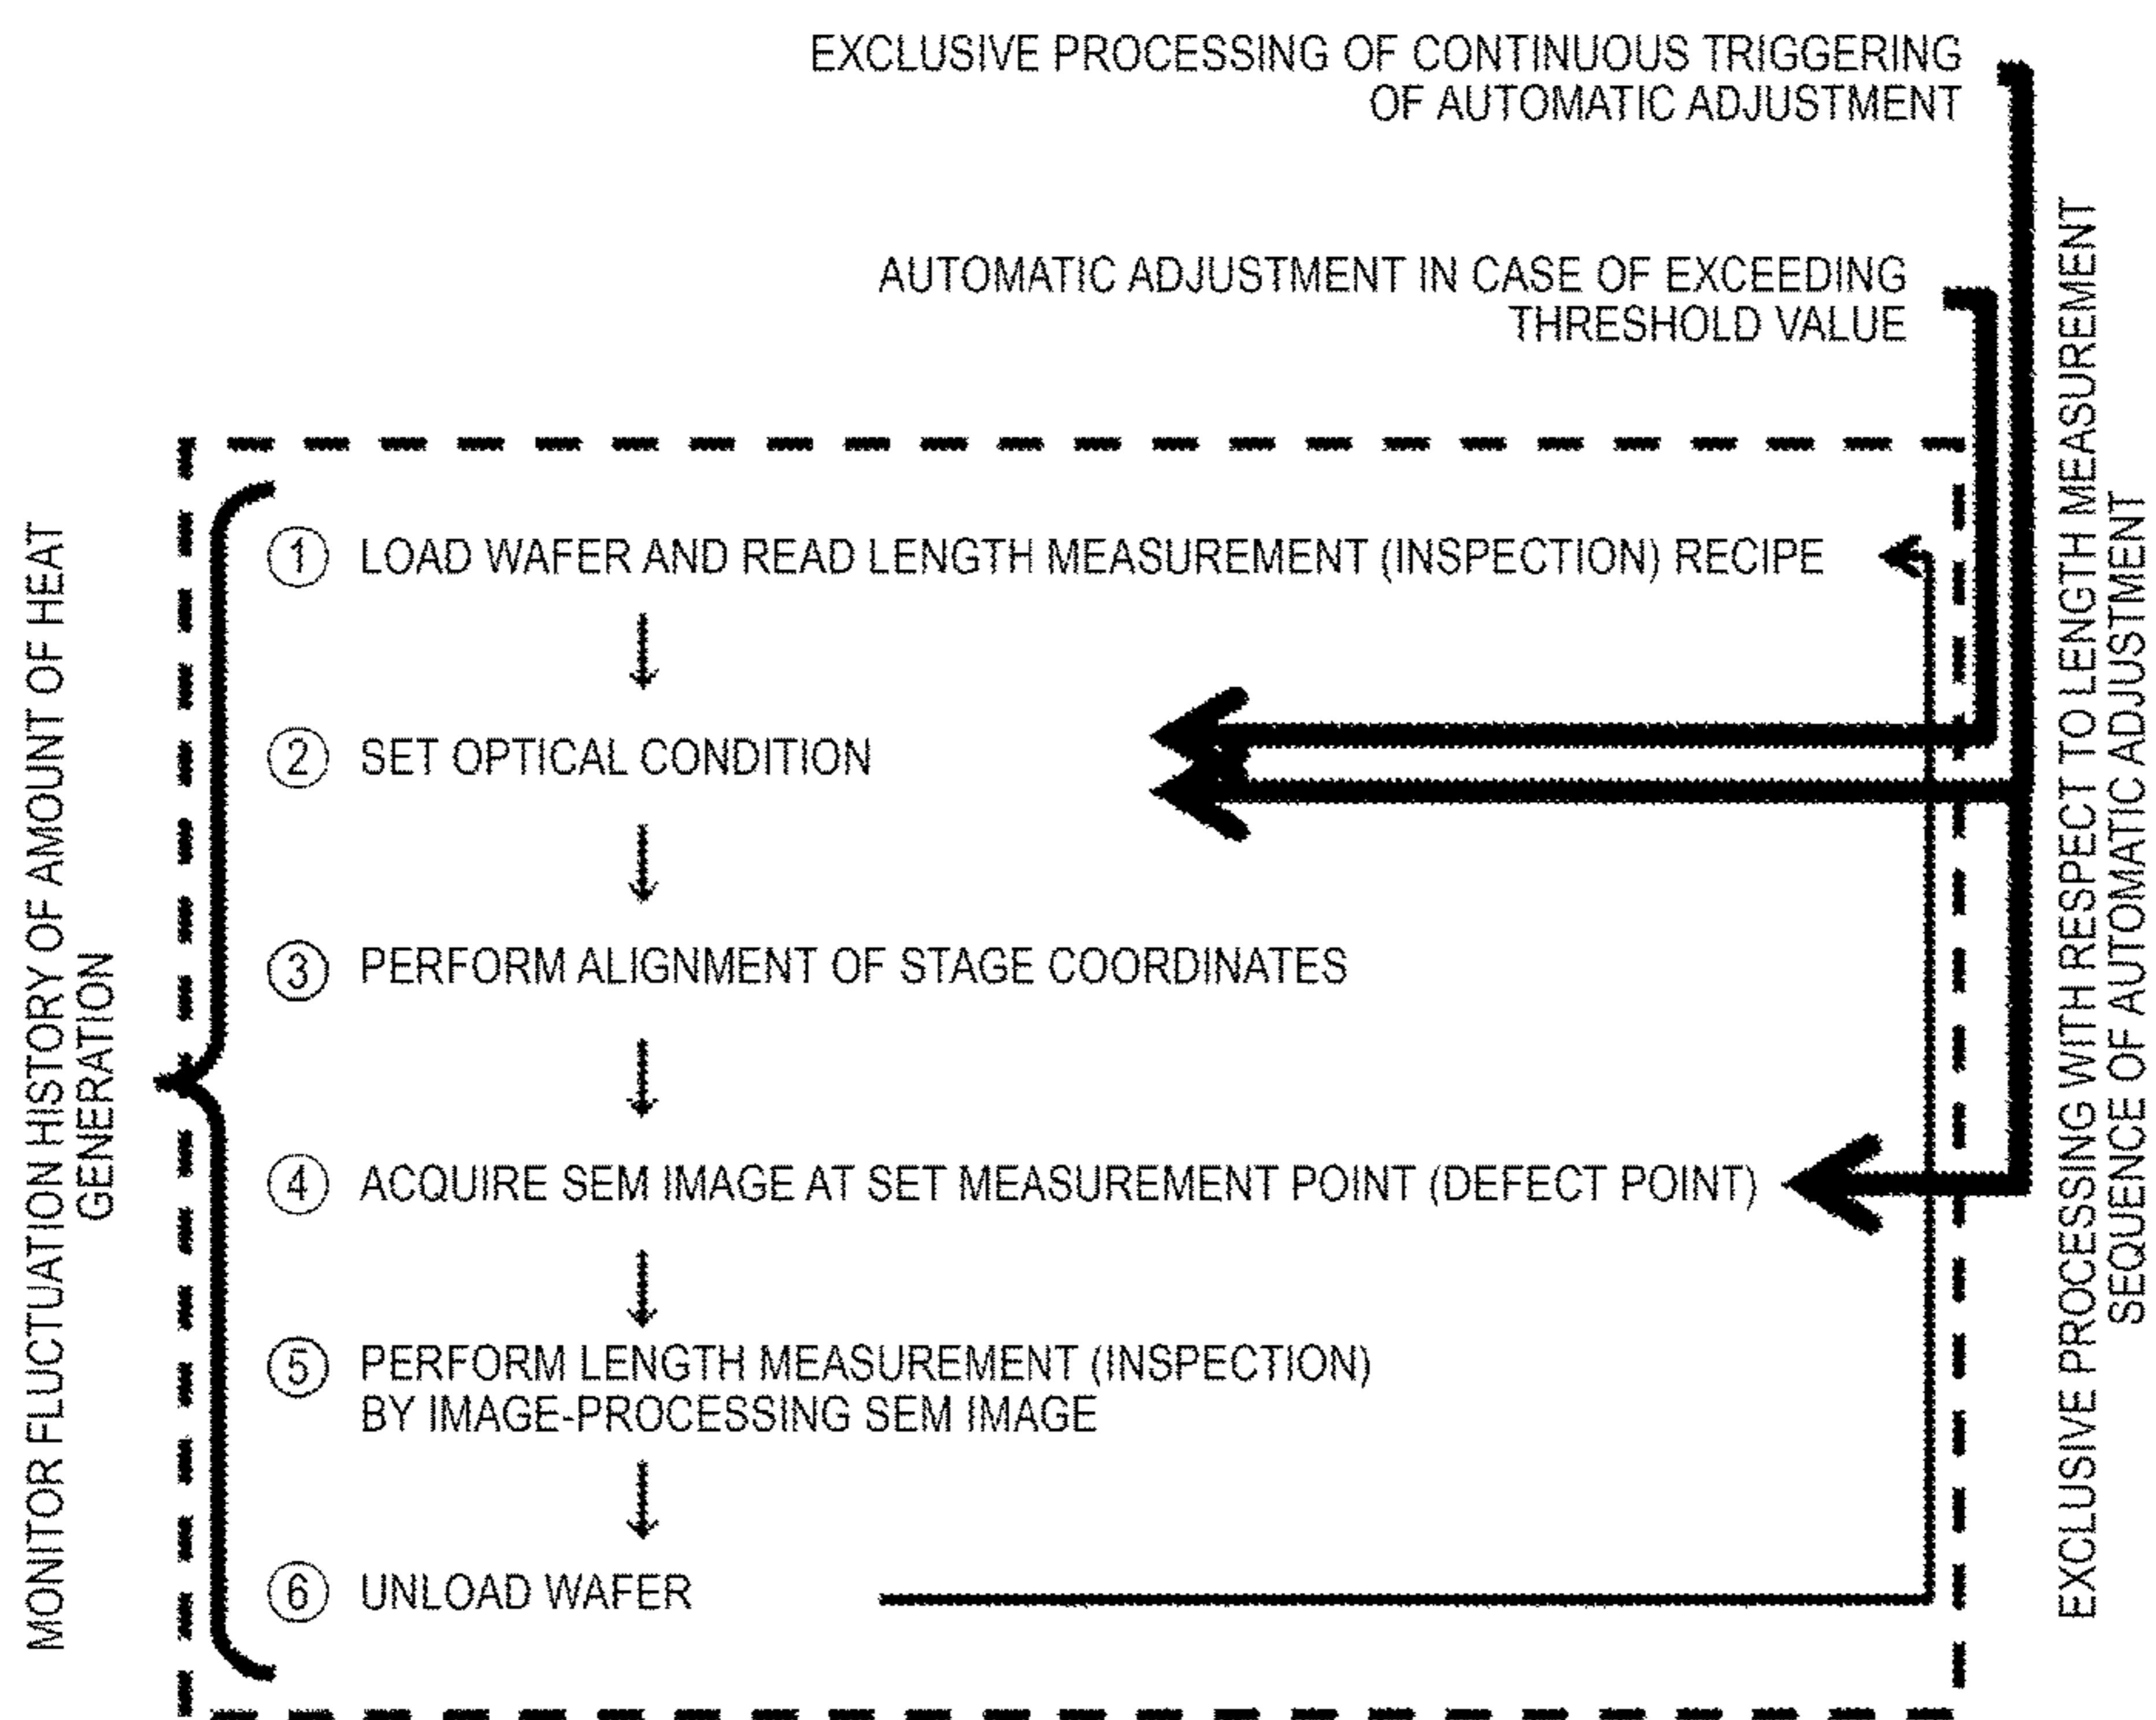 EXCLUSIVE PROCESSING OF CONTINUOUS TRIGGERING
OF AUTOMATIC ADJUSTMENT
AUTOMATIC ADJUSTMENT IN CASE OF EXCEEDING
THRESHOLD VALUE
MONITOR FLUCTUATION HISTORY OF AMOUNT OF HEAT
GENERATION
① LOAD WAFER AND READ LENGTH MEASUREMENT (INSPECTION) RECIPE
② SET OPTICAL CONDITION
③ PERFORM ALIGNMENT OF STAGE COORDINATES
④ ACQUIRE SEM IMAGE AT SET MEASUREMENT POINT (DEFECT POINT)
⑤ PERFORM LENGTH MEASUREMENT (INSPECTION)
BY IMAGE-PROCESSING SEM IMAGE
⑥ UNLOAD WAFER
EXCLUSIVE PROCESSING WITH RESPECT TO LENGTH MEASUREMENT
SEQUENCE OF AUTOMATIC ADJUSTMENT